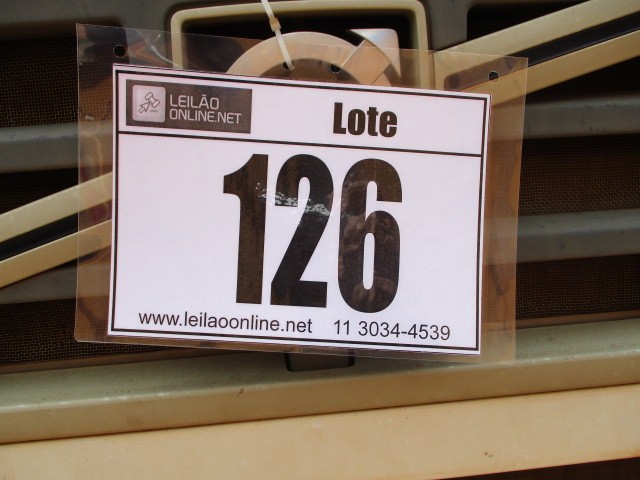 LEILÃO
ONLINE.NET
Lote
126
www.leilaoonline.net 11 3034-4539